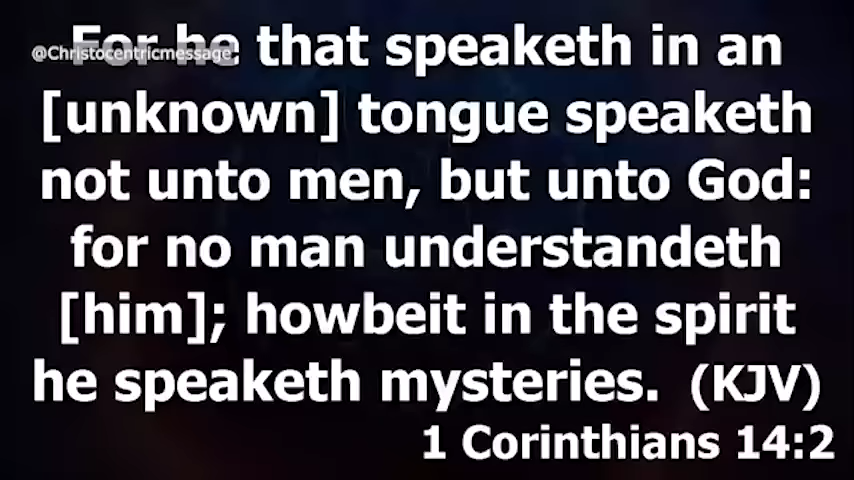 @Christocentricmessage
For he that speaketh in an
[unknown] tongue speaketh
not unto men, but unto God:
for no man understandeth
[him]; howbeit in the spirit
he speaketh mysteries. (KJV)
1 Corinthians 14:2